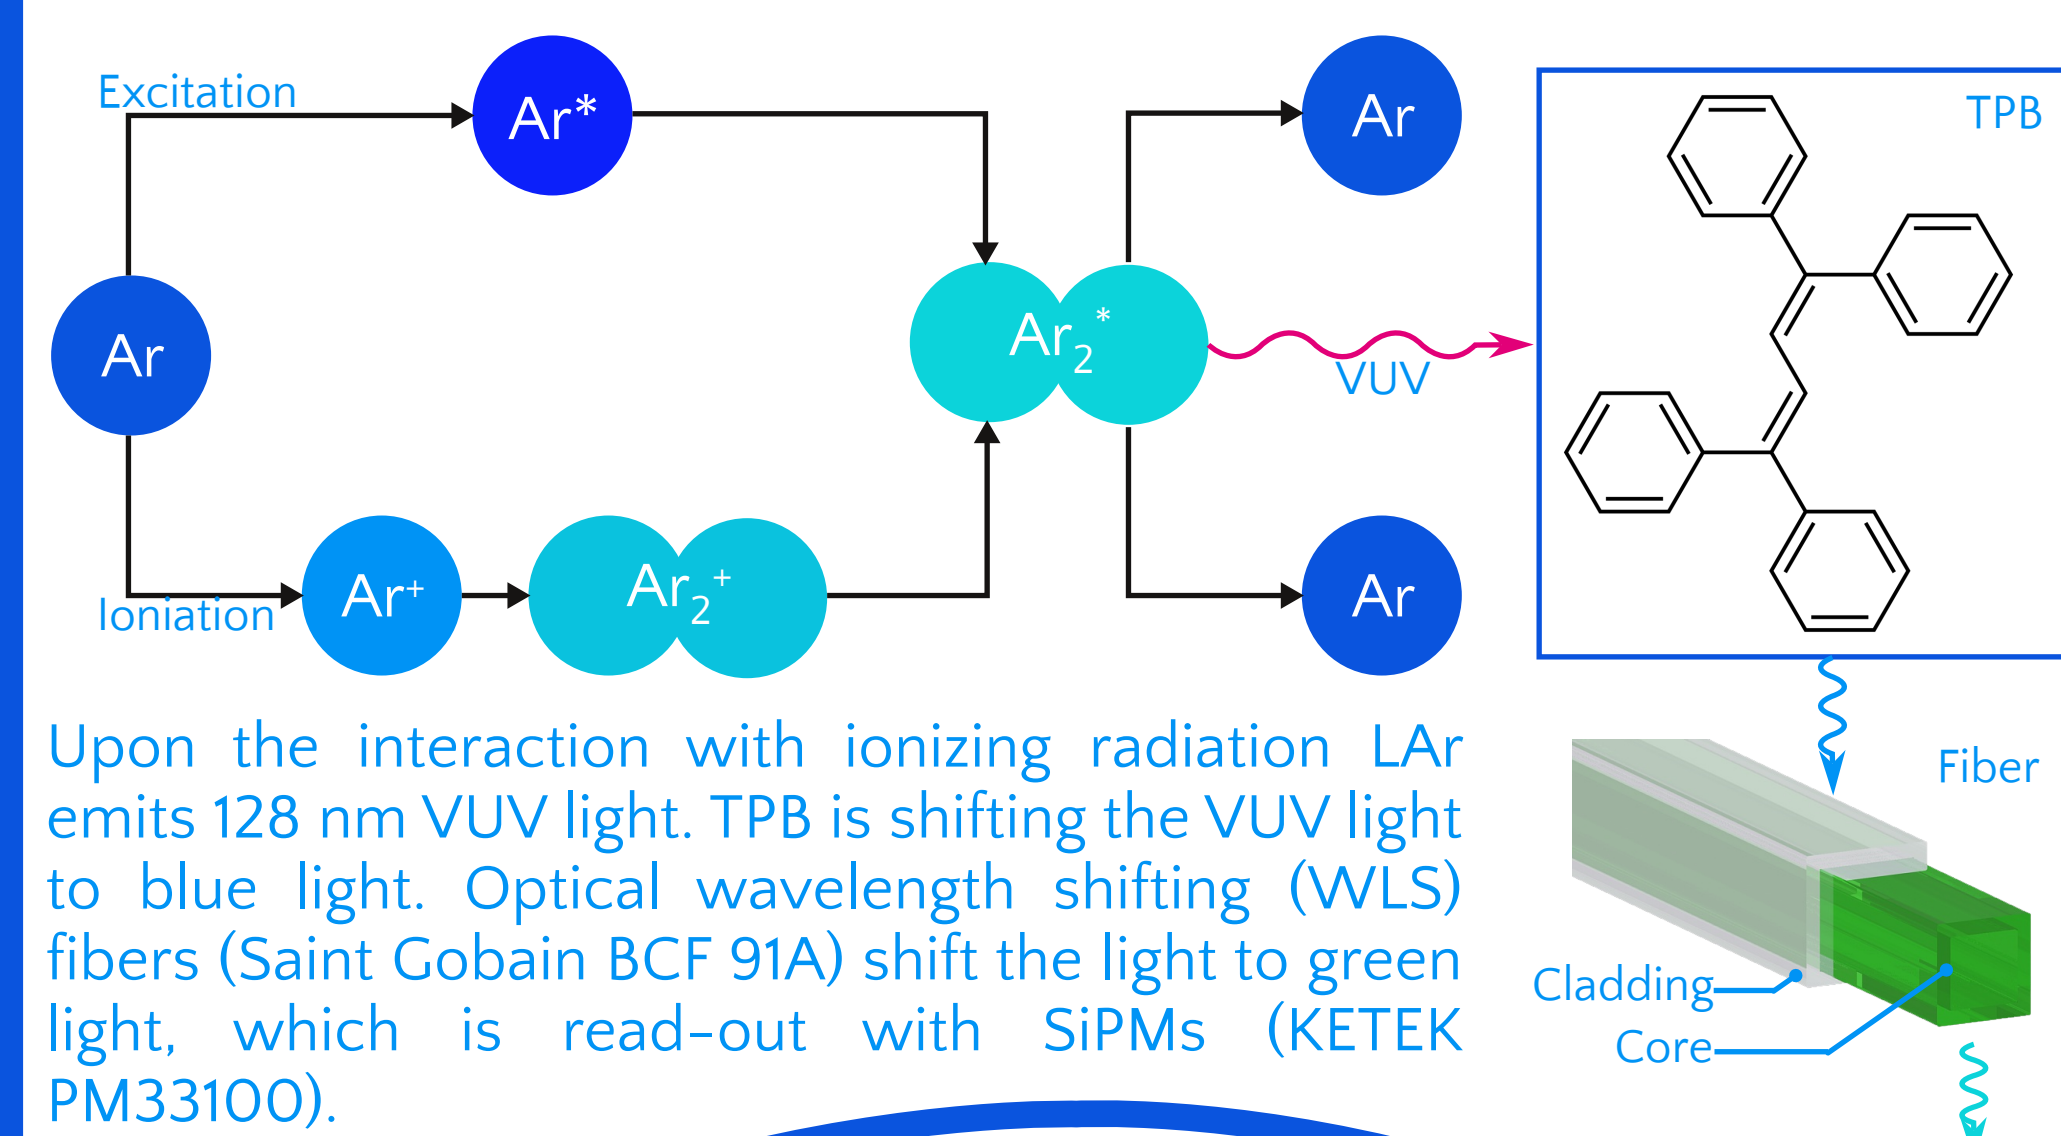 Excitation
Ar*
Ar
TPB
Ar
Ar₂*
VUV
Ioniation
Ar⁺
Ar₂⁺
Ar
Upon the interaction with ionizing radiation LAr
emits 128 nm VUV light. TPB is shifting the VUV light
to blue light. Optical wavelength shifting (WLS)
fibers (Saint Gobain BCF 91A) shift the light to green
light, which is read-out with SiPMs (KETEK
PM33100).
Fiber
Cladding
Core